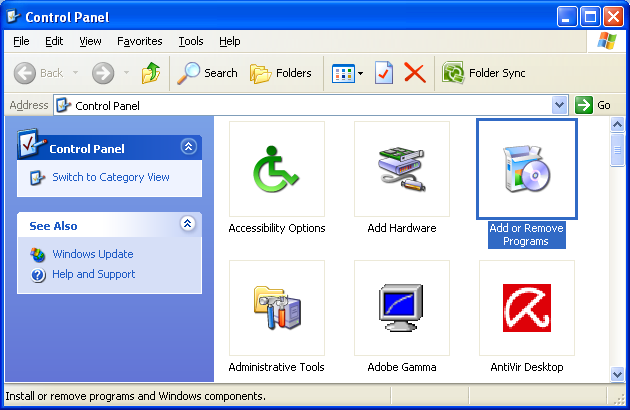 Control Panel
File Edit View Favorites Tools Help
Back Search Folders Folder Sync
Address Control Panel Go
Control Panel
Switch to Category View
See Also
Windows Update
Help and Support
Accessibility Options Add Hardware Add or Remove
Programs
Administrative Tools Adobe Gamma AntiVir Desktop
Install or remove programs and Windows components.